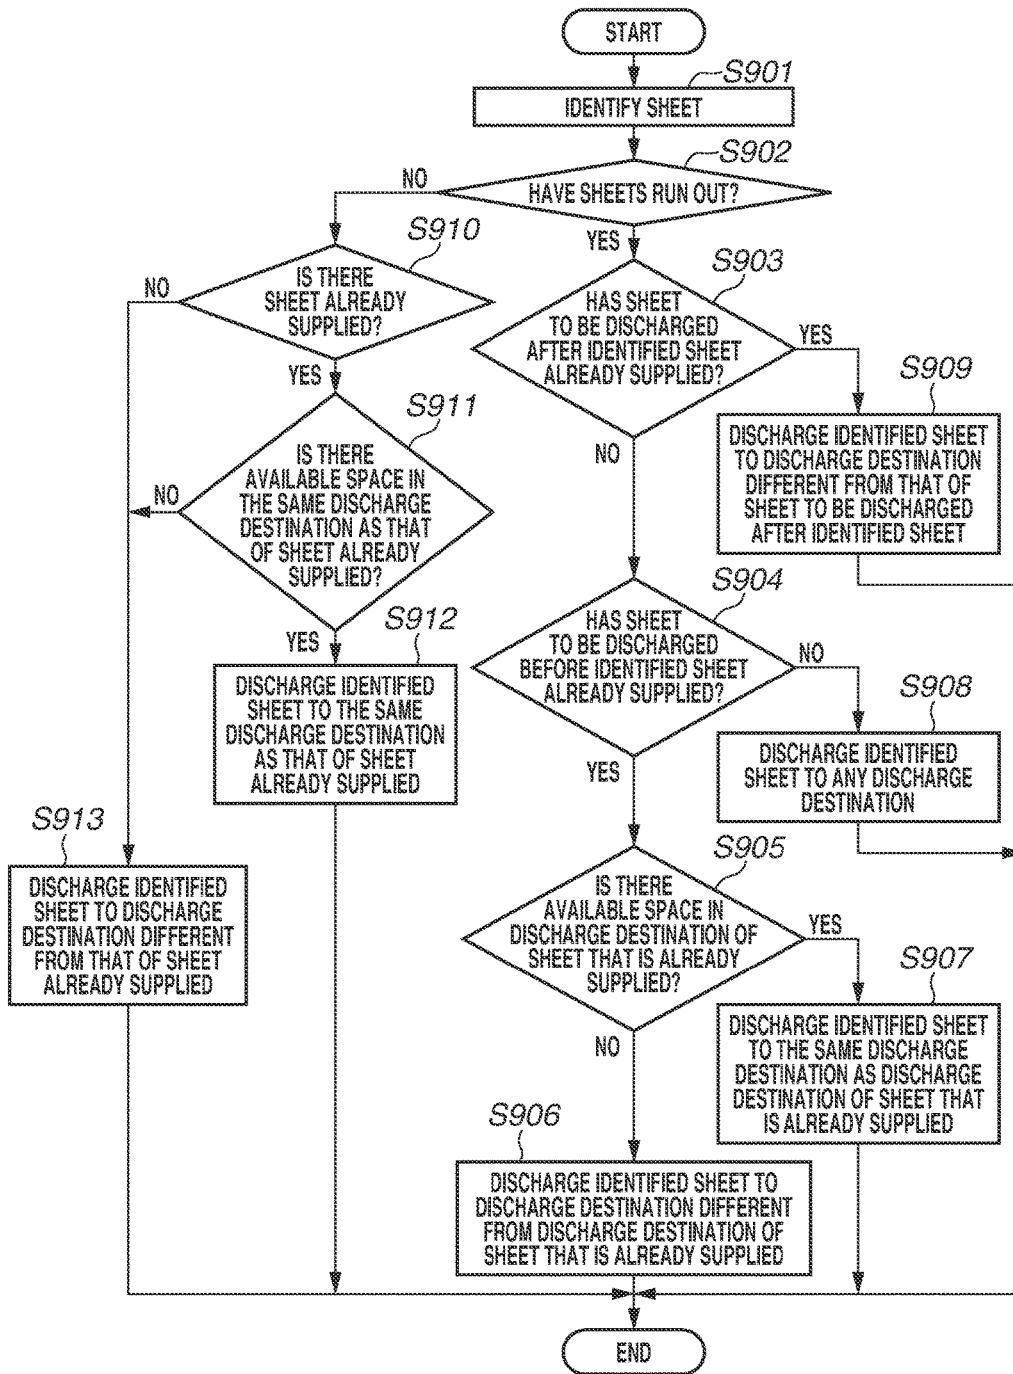 START
S901
IDENTIFY SHEET
S902
HAVE SHEETS RUN OUT?
NO
YES
S910
IS THERE
SHEET ALREADY
SUPPLIED?
NO
YES
S903
HAS SHEET
TO BE DISCHARGED
AFTER IDENTIFIED SHEET
ALREADY SUPPLIED?
YES
NO
S909
DISCHARGE IDENTIFIED SHEET
TO DISCHARGE DESTINATION
DIFFERENT FROM THAT OF
SHEET TO BE DISCHARGED
AFTER IDENTIFIED SHEET
S911
IS THERE
AVAILABLE SPACE IN
THE SAME DISCHARGE
DESTINATION AS THAT
OF SHEET ALREADY
SUPPLIED?
NO
YES
S904
HAS SHEET
TO BE DISCHARGED
BEFORE IDENTIFIED SHEET
ALREADY SUPPLIED?
NO
YES
S912
DISCHARGE IDENTIFIED
SHEET TO THE SAME
DISCHARGE DESTINATION
AS THAT OF SHEET
ALREADY SUPPLIED
S908
DISCHARGE IDENTIFIED
SHEET TO ANY DISCHARGE
DESTINATION
S913
DISCHARGE IDENTIFIED
SHEET TO DISCHARGE
DESTINATION DIFFERENT
FROM THAT OF SHEET
ALREADY SUPPLIED
S905
IS THERE
AVAILABLE SPACE IN
DISCHARGE DESTINATION OF
SHEET THAT IS ALREADY
SUPPLIED?
YES
NO
S907
DISCHARGE IDENTIFIED SHEET
TO THE SAME DISCHARGE
DESTINATION AS DISCHARGE
DESTINATION OF SHEET THAT
IS ALREADY SUPPLIED
S906
DISCHARGE IDENTIFIED SHEET TO
DISCHARGE DESTINATION DIFFERENT
FROM DISCHARGE DESTINATION OF
SHEET THAT IS ALREADY SUPPLIED
END